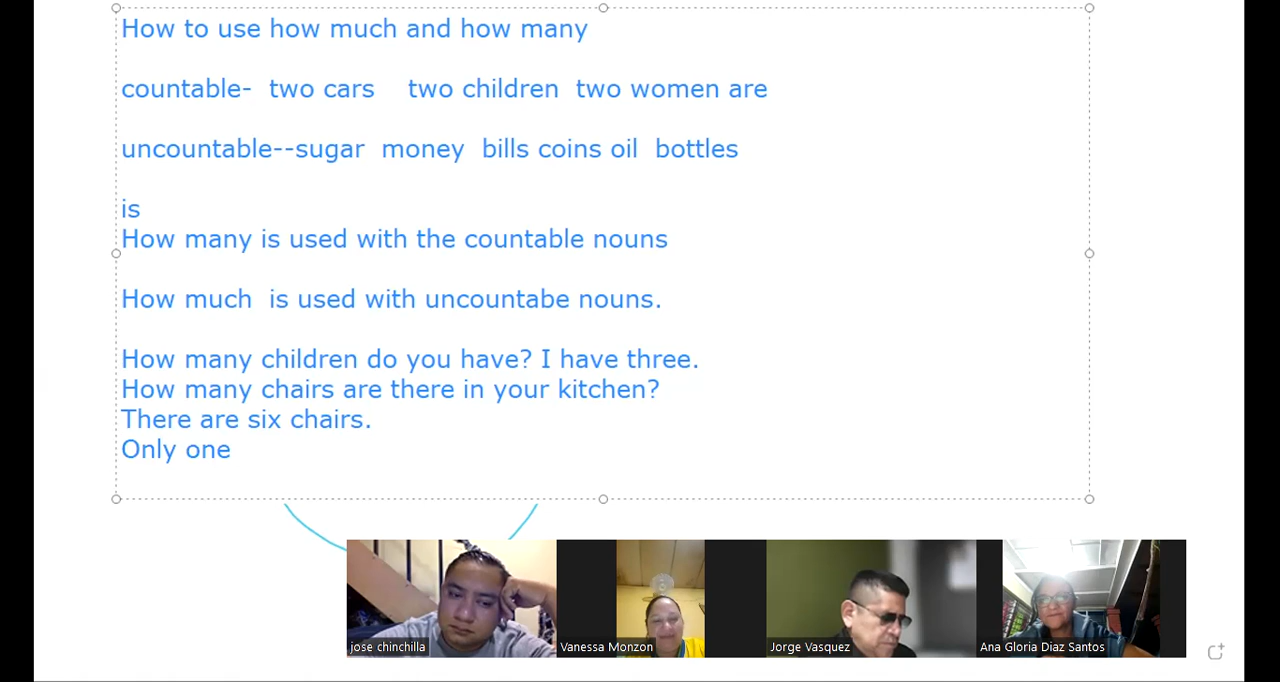 How to use how much and how many
countable-  two cars    two children  two women are
uncountable--sugar  money  bills coins oil  bottles
is
How many is used with the countable nouns
How much  is used with uncountabe nouns.
How many children do you have? I have three.
How many chairs are there in your kitchen?
There are six chairs.
Only one
jose chinchilla
Vanessa Monzon
Jorge Vasquez
Ana Gloria Diaz Santos